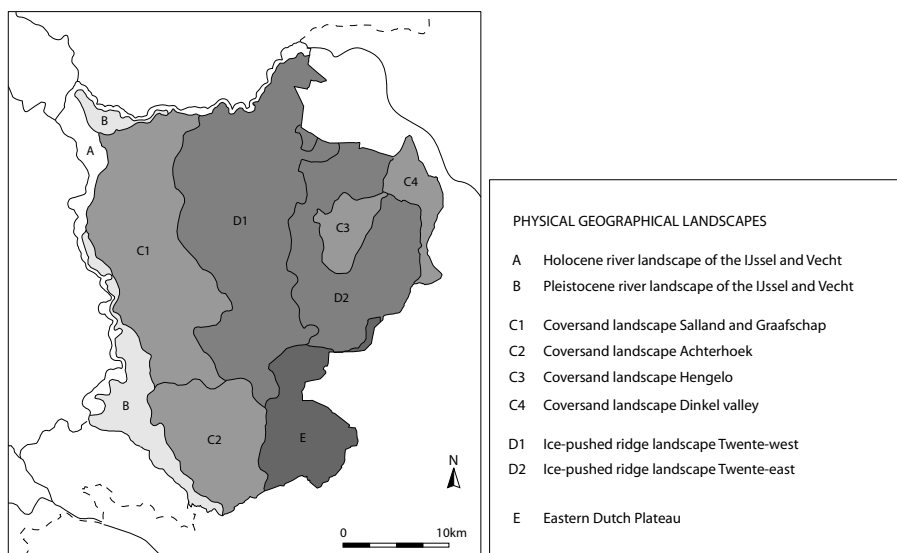 B
A
C4
D1
C3
C1
D2
B
C2
E
N
0 10km
PHYSICAL GEOGRAPHICAL LANDSCAPES
A Holocene river landscape of the IJssel and Vecht
B Pleistocene river landscape of the IJssel and Vecht
C1 Coversand landscape Salland and Graafschap
C2 Coversand landscape Achterhoek
C3 Coversand landscape Hengelo
C4 Coversand landscape Dinkel valley
D1 Ice-pushed ridge landscape Twente-west
D2 Ice-pushed ridge landscape Twente-east
E Eastern Dutch Plateau